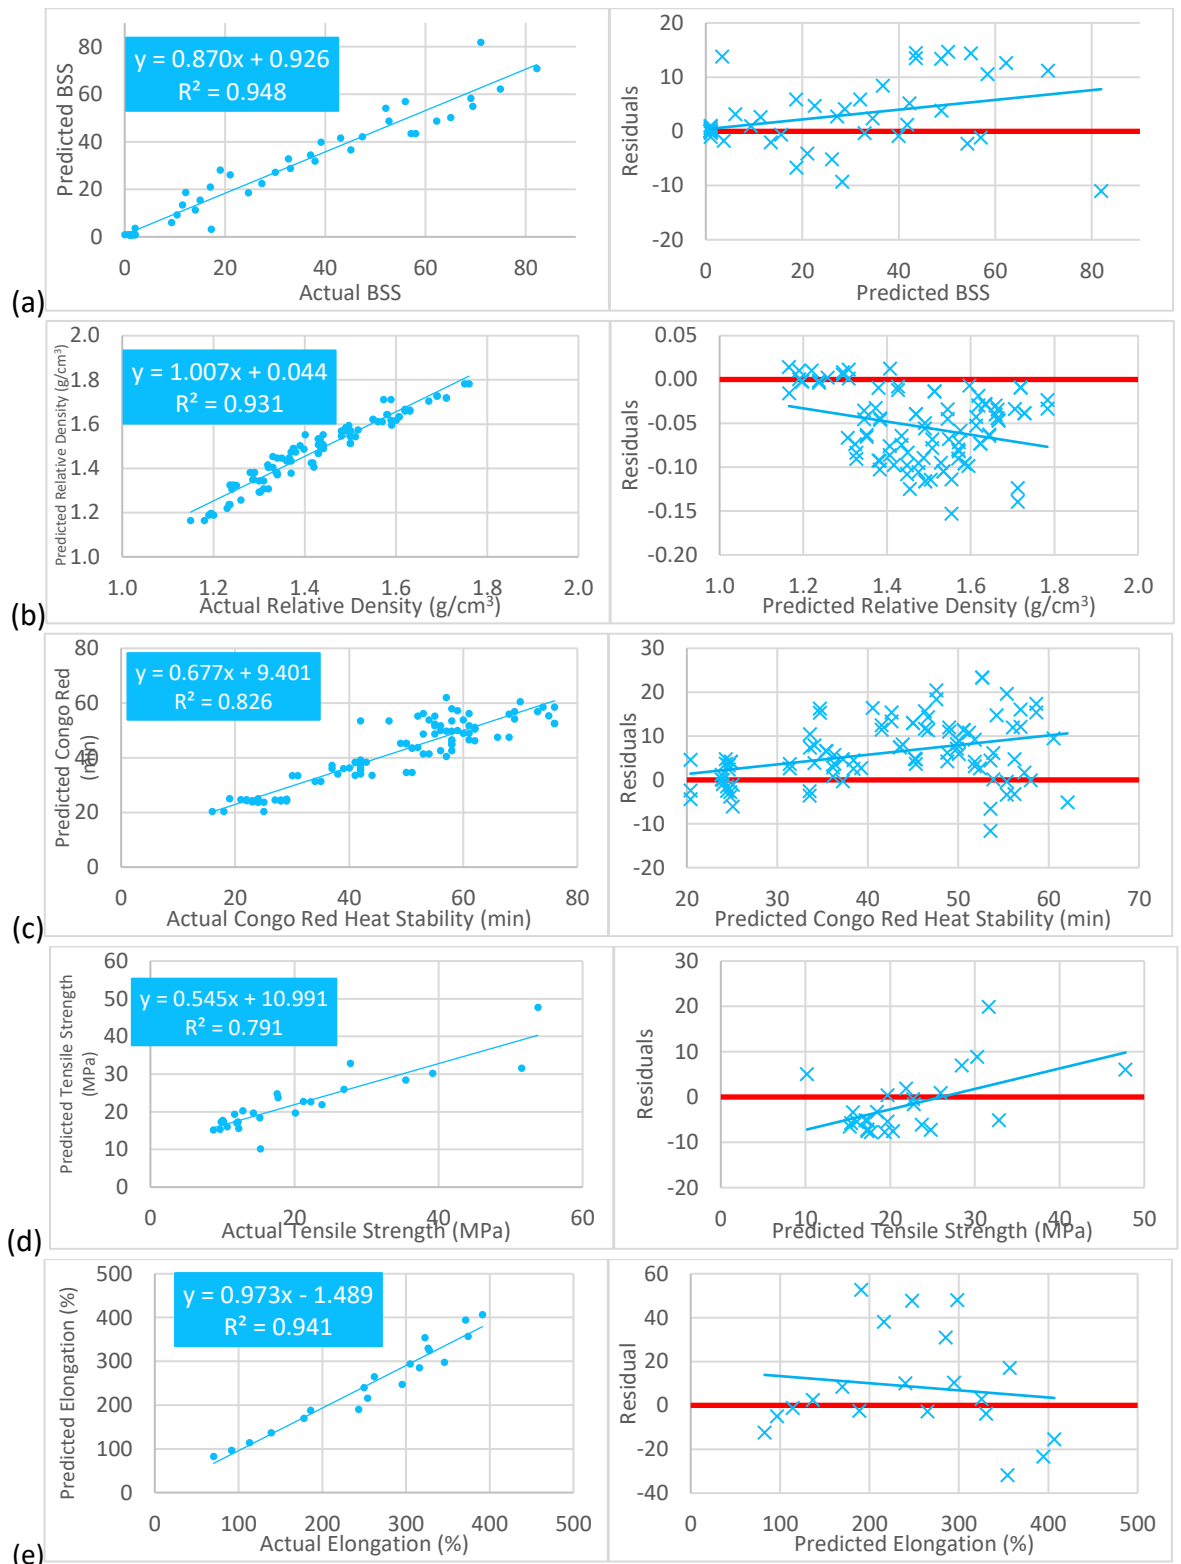 80
60
40
20
0
Predicted BSS
y = 0.870x + 0.926
R² = 0.948
0 20 40 60 80
Actual BSS
20
10
0
-10
-20
Residuals
0 20 40 60 80
Predicted BSS
(a)
2.0
1.8
1.6
1.4
1.2
1.0
Predicted Relative Density (g/cm³)
y = 1.007x + 0.044
R² = 0.931
1.0 1.2 1.4 1.6 1.8 2.0
Actual Relative Density (g/cm³)
0.05
0.00
-0.05
-0.10
-0.15
-0.20
Residuals
1.0 1.2 1.4 1.6 1.8 2.0
Predicted Relative Density (g/cm³)
(b)
80
60
40
20
0
Predicted Congo Red
(min)
y = 0.677x + 9.401
R² = 0.826
0 20 40 60 80
Actual Congo Red Heat Stability (min)
30
20
10
0
-10
-20
Residuals
20 30 40 50 60 70
Predicted Congo Red Heat Stability (min)
(c)
60
50
40
30
20
10
0
Predicted Tensile Strength
(MPa)
y = 0.545x + 10.991
R² = 0.791
0 20 40 60
Actual Tensile Strength (MPa)
30
20
10
0
-10
-20
Residuals
0 10 20 30 40 50
Predicted Tensile Strength (MPa)
(d)
500
400
300
200
100
0
Predicted Elongation (%)
y = 0.973x - 1.489
R² = 0.941
0 100 200 300 400 500
Actual Elongation (%)
60
40
20
0
-20
-40
Residual
0 100 200 300 400 500
Predicted Elongation (%)
(e)